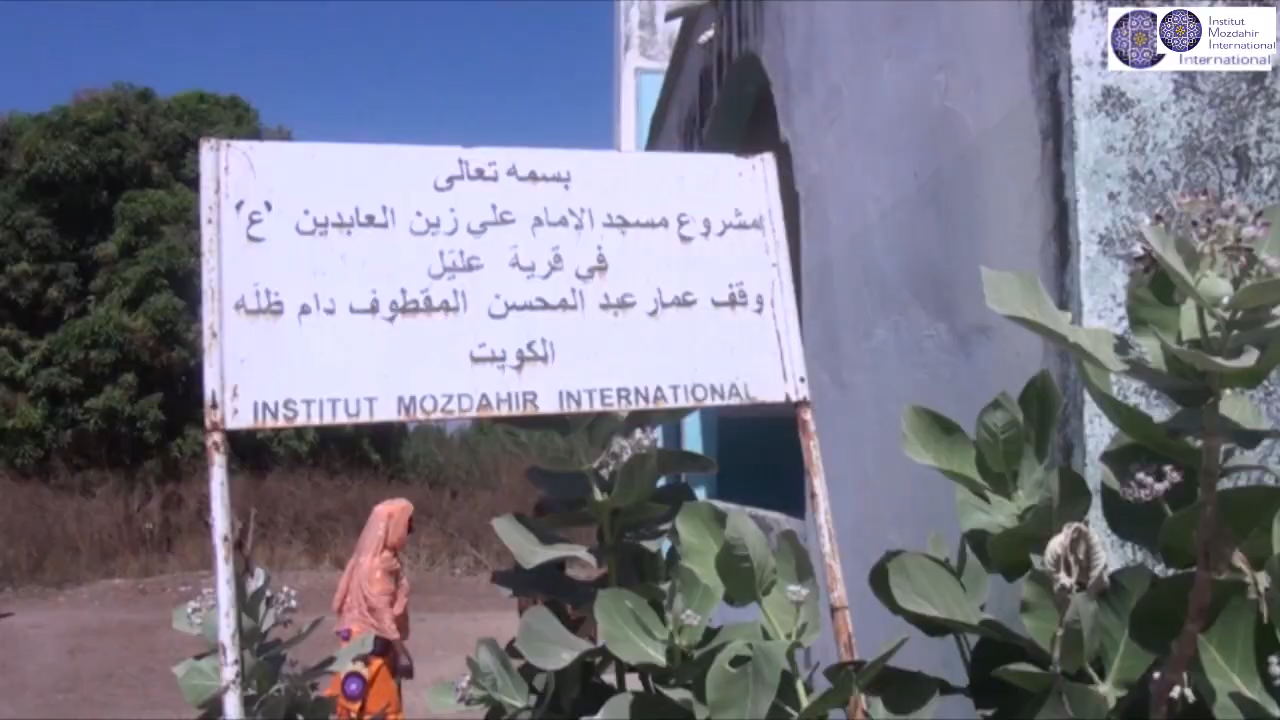 Institut
Mozdahir
International
International
بسمه تعالى
مشروع مسجد الامام علي زين العابدين 'ع'
في قرية عليّل
وقف عمار عبد المحسن المقطوف دام ظلّه
الكويت
INSTITUT MOZDAHIR INTERNATIONAL